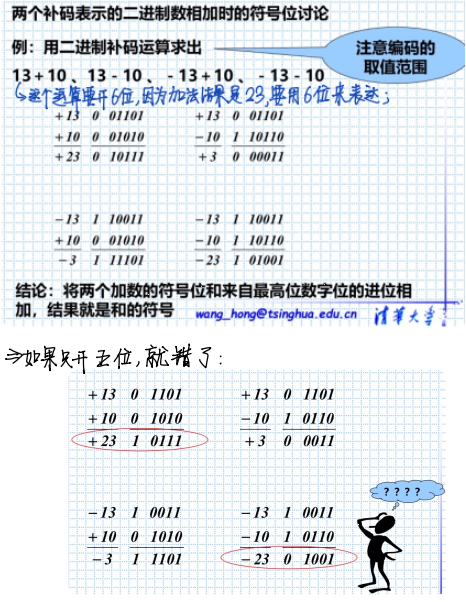 两个补码表示的二进制数相加时的符号位讨论
例：用二进制补码运算求出
注意编码的
取值范围
13+10、13-10、-13+10、-13-10
↳这个运算要开6位,因为加法结果是23,要用6位来表达;
+13 0 01101 +13 0 01101
+10 0 01010 -10 1 10110
+23 0 10111 +3 0 00011
-13 1 10011 -13 1 10011
+10 0 01010 -10 1 10110
-3 1 11101 -23 1 01001
结论：将两个加数的符号位和来自最高位数字位的进位相
加，结果就是和的符号 wang_hong@tsinghua.edu.cn 清华大学
⇒如果只开五位,就错了:
+13 0 1101 +13 0 1101
+10 0 1010 -10 1 0110
+23 1 0111 +3 0 0011
? ? ? ?
-13 1 0011 -13 1 0011
+10 0 1010 -10 1 0110
-3 1 1101 -23 0 1001